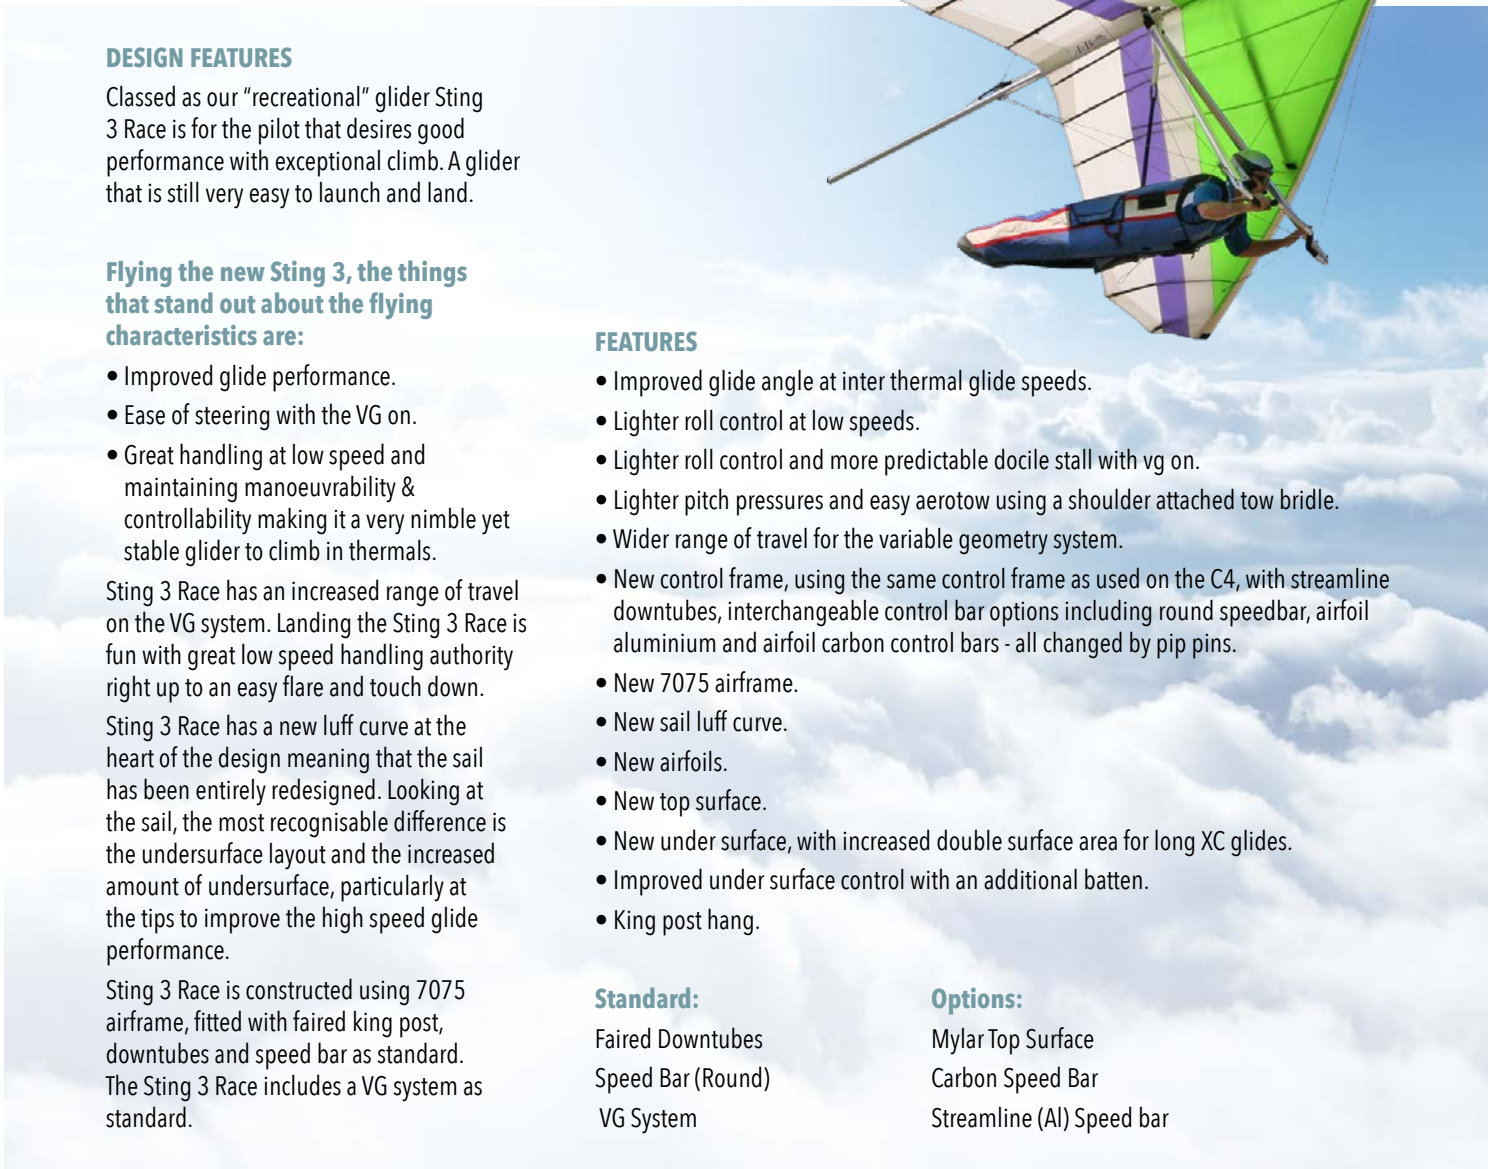 DESIGN FEATURES
Classed as our “recreational” glider Sting
3 Race is for the pilot that desires good
performance with exceptional climb. A glider
that is still very easy to launch and land.
Flying the new Sting 3, the things
that stand out about the flying
characteristics are:
• Improved glide performance.
• Ease of steering with the VG on.
• Great handling at low speed and
maintaining manoeuvrability &
controllability making it a very nimble yet
stable glider to climb in thermals.
Sting 3 Race has an increased range of travel
on the VG system. Landing the Sting 3 Race is
fun with great low speed handling authority
right up to an easy flare and touch down.
Sting 3 Race has a new luff curve at the
heart of the design meaning that the sail
has been entirely redesigned. Looking at
the sail, the most recognisable difference is
the undersurface layout and the increased
amount of undersurface, particularly at
the tips to improve the high speed glide
performance.
Sting 3 Race is constructed using 7075
airframe, fitted with faired king post,
downtubes and speed bar as standard.
The Sting 3 Race includes a VG system as
standard.
FEATURES
• Improved glide angle at inter thermal glide speeds.
• Lighter roll control at low speeds.
• Lighter roll control and more predictable docile stall with vg on.
• Lighter pitch pressures and easy aerotow using a shoulder attached tow bridle.
• Wider range of travel for the variable geometry system.
• New control frame, using the same control frame as used on the C4, with streamline
downtubes, interchangeable control bar options including round speedbar, airfoil
aluminium and airfoil carbon control bars - all changed by pip pins.
• New 7075 airframe.
• New sail luff curve.
• New airfoils.
• New top surface.
• New under surface, with increased double surface area for long XC glides.
• Improved under surface control with an additional batten.
• King post hang.
Standard:
Faired Downtubes
Speed Bar (Round)
VG System
Options:
Mylar Top Surface
Carbon Speed Bar
Streamline (Al) Speed bar